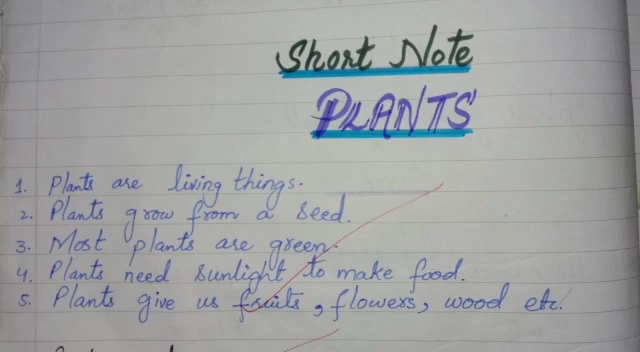 Short Note
PLANTS
1. Plants are living things.
2. Plants grow from a seed.
3. Most plants are green.
4. Plants need sunlight to make food.
5. Plants give us fruits, flowers, wood etc.